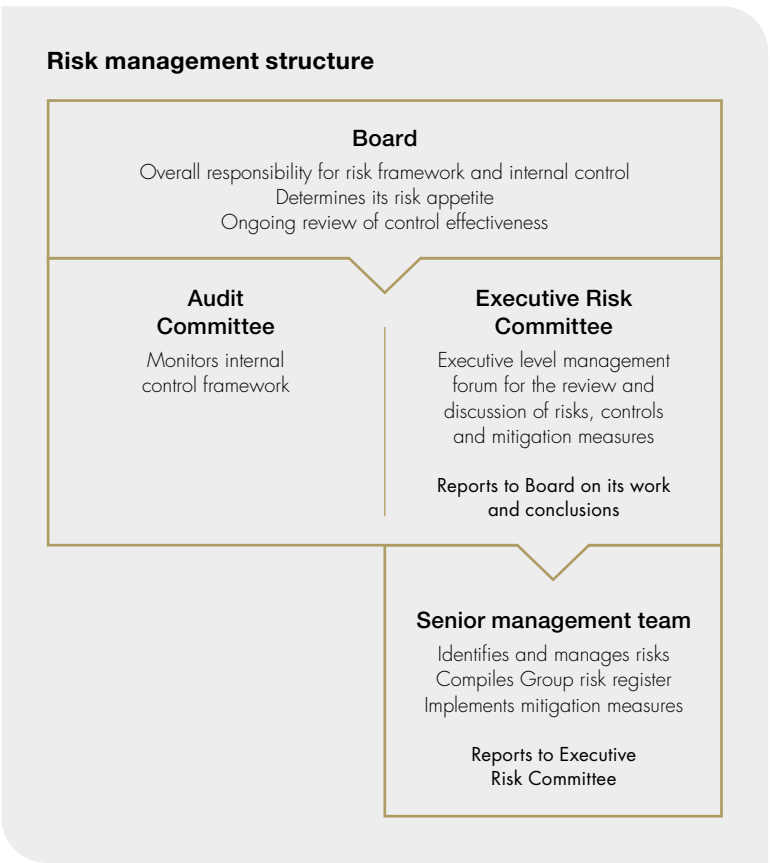 Risk management structure
Board
Overall responsibility for risk framework and internal control
Determines its risk appetite
Ongoing review of control effectiveness
Audit
Committee
Monitors internal
control framework
Executive Risk
Committee
Executive level management
forum for the review and
discussion of risks, controls
and mitigation measures
Reports to Board on its work
and conclusions
Senior management team
Identifies and manages risks
Compiles Group risk register
Implements mitigation measures
Reports to Executive
Risk Committee